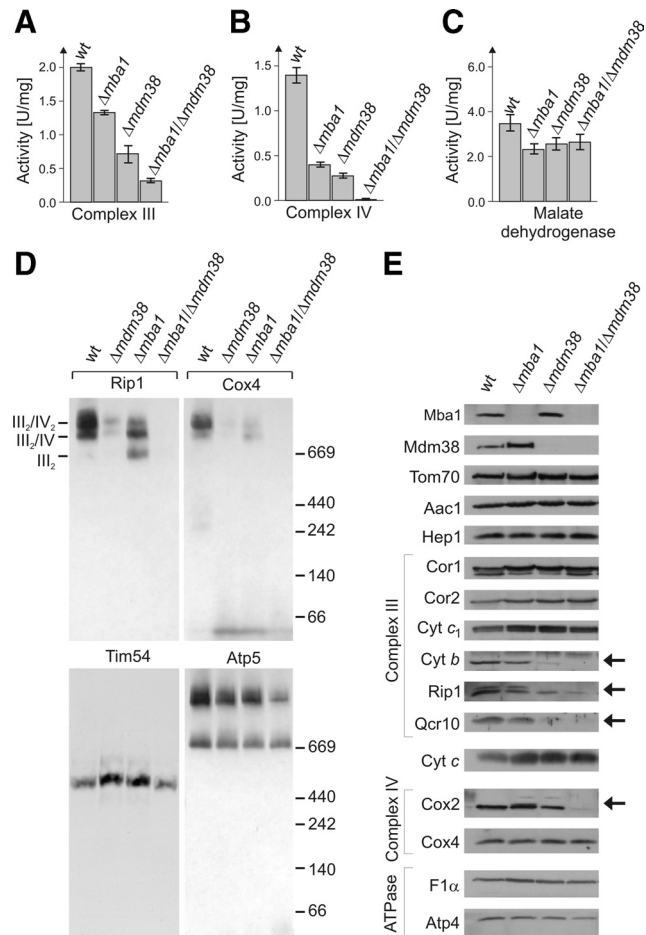 A
Activity [U/mg]
2.0
1.5
1.0
0.5
0.0
wt
Δmba1
Δmdm38
Δmba1/Δmdm38
Complex III
B
Activity [U/mg]
1.5
1.0
0.5
0.0
wt
Δmba1
Δmdm38
Δmba1/Δmdm38
Complex IV
C
Activity [U/mg]
6.0
4.0
2.0
0.0
wt
Δmba1
Δmdm38
Δmba1/Δmdm38
Malate
dehydrogenase
D
wt
Δmdm38
Δmba1
Δmba1/Δmdm38
wt
Δmdm38
Δmba1
Δmba1/Δmdm38
Rip1
Cox4
III₂/IV₂
III₂/IV
III₂
669
440
242
140
66
Tim54
Atp5
669
440
242
140
66
E
wt
Δmba1
Δmdm38
Δmba1/Δmdm38
Mba1
Mdm38
Tom70
Aac1
Hep1
Complex III
Cor1
Cor2
Cyt c₁
Cyt b
Rip1
Qcr10
Cyt c
Complex IV
Cox2
Cox4
ATPase
F1α
Atp4